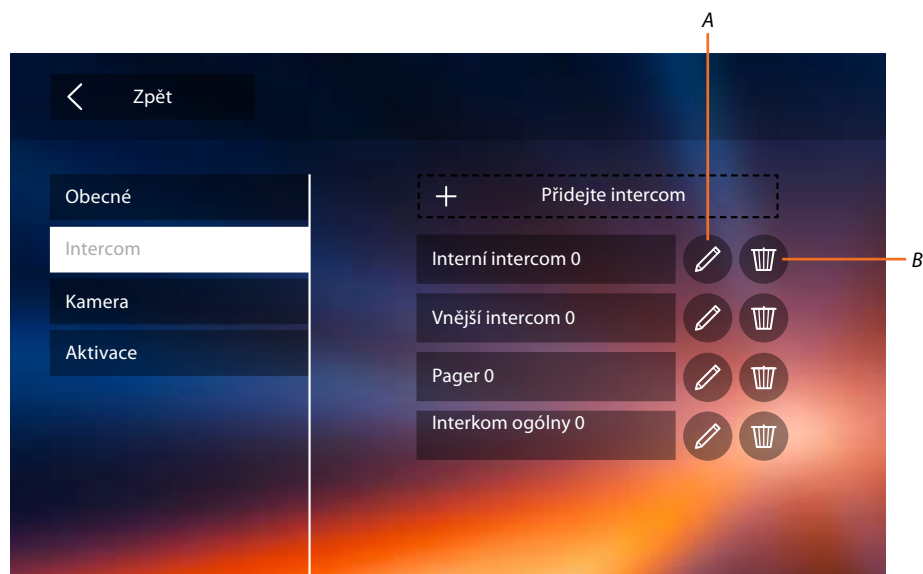 A
Zpět
Obecné
Intercom
Kamera
Aktivace
Přidejte intercom
Interní intercom 0
B
Vnější intercom 0
Pager 0
Interkom ogólny 0